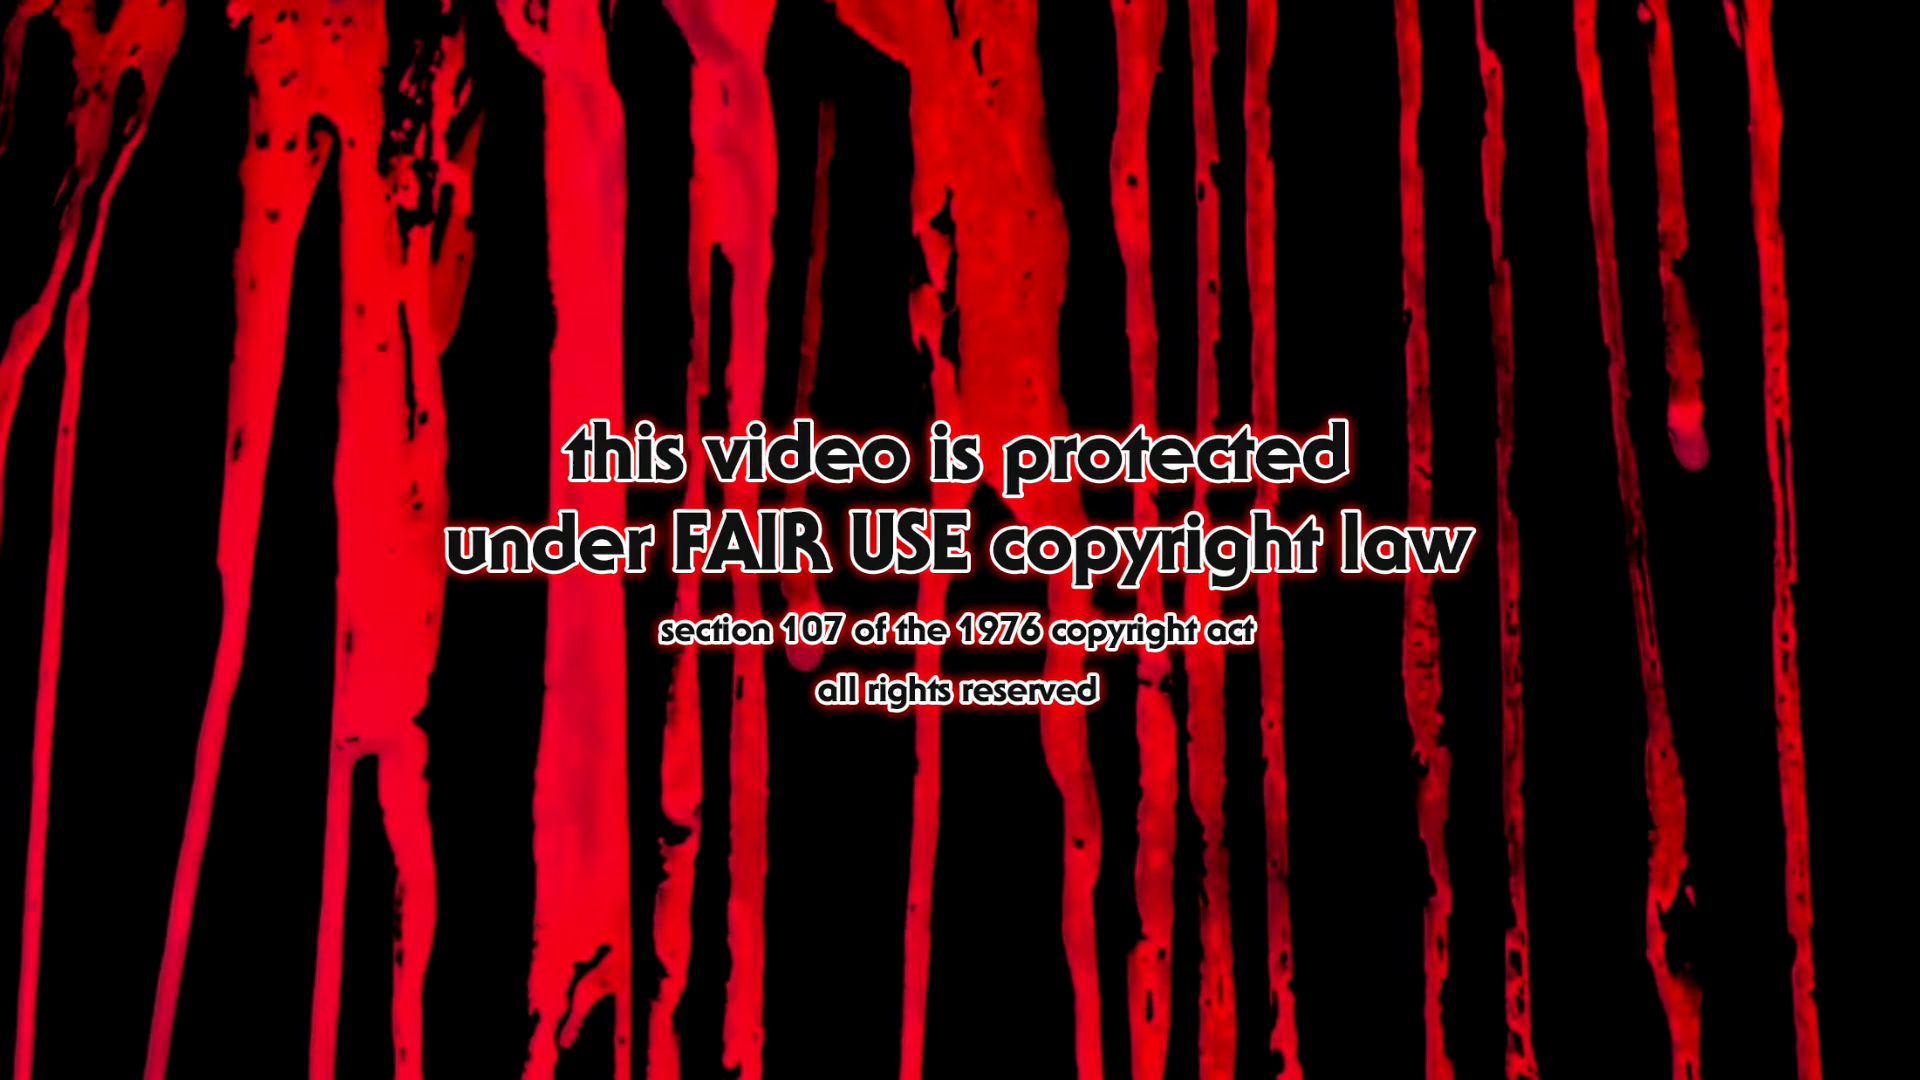 this video is protected
under FAIR USE copyright law
section 107 of the 1976 copyright act
all rights reserved